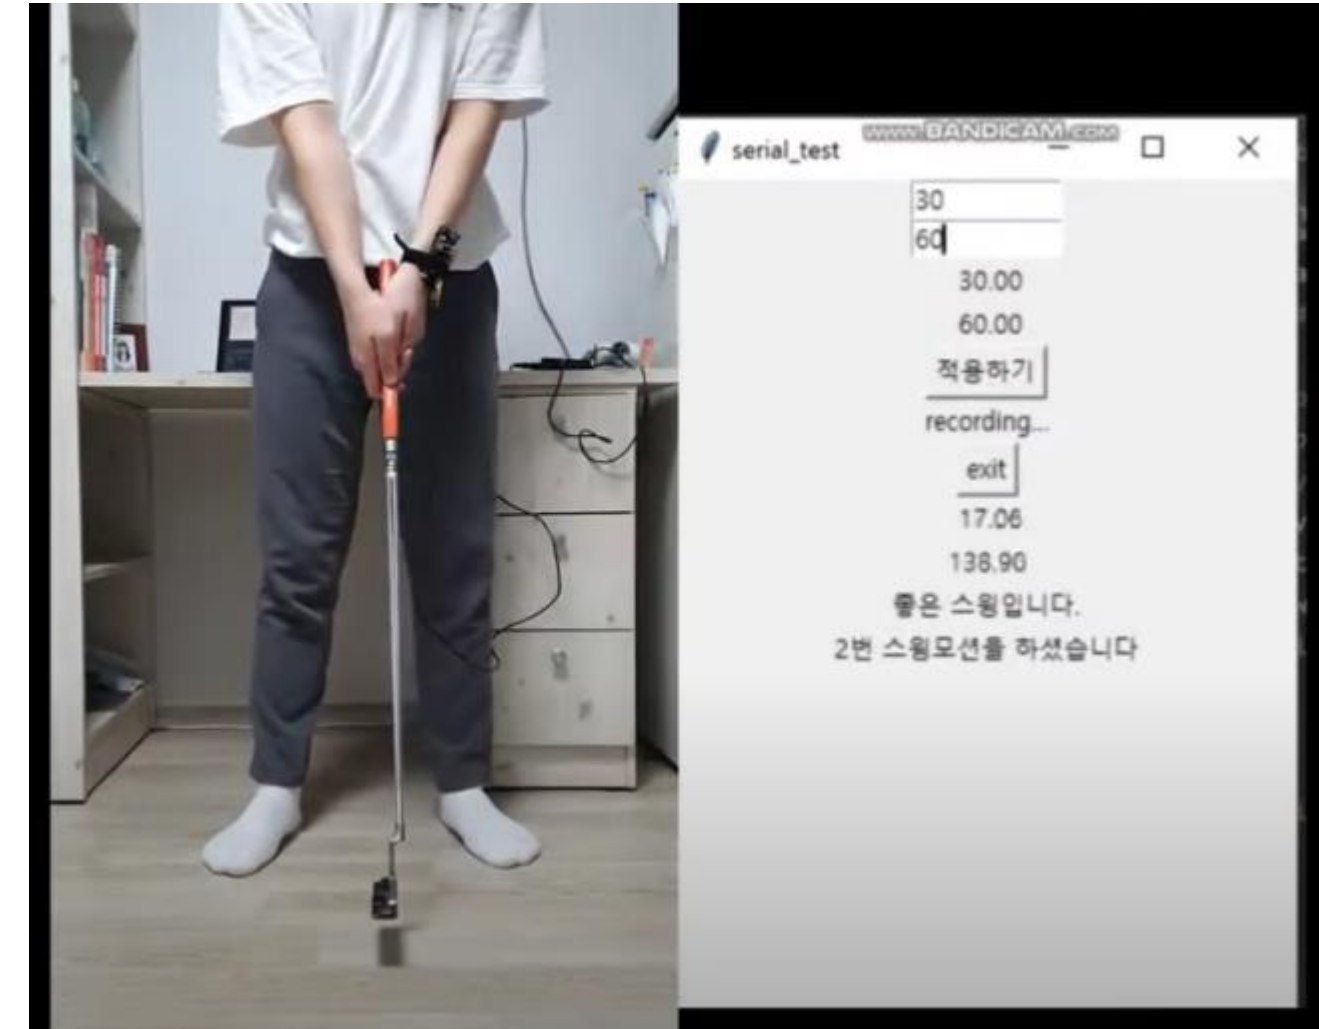 www.BANDICAM.com
serial_test
30
60
30.00
60.00
적용하기
recording...
exit
17.06
138.90
좋은 스윙입니다.
2번 스윙모션을 하셨습니다